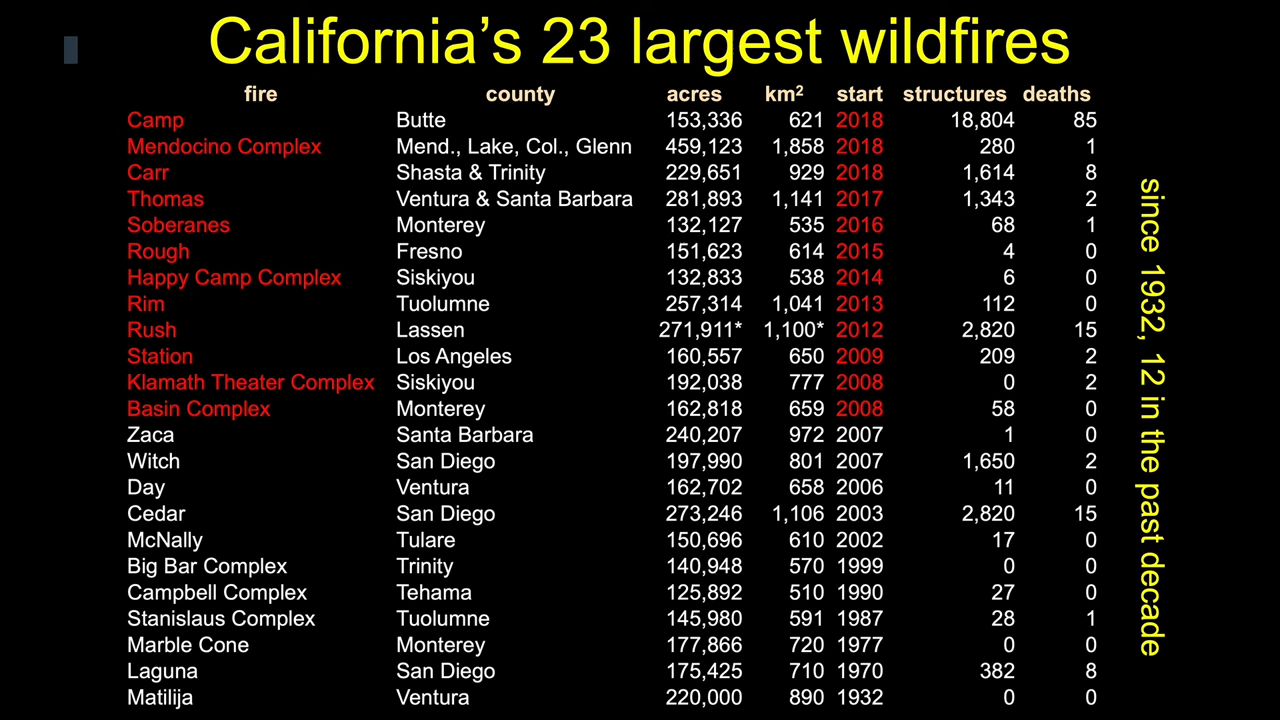 California's 23 largest wildfires
fire county acres km² start structures deaths
Camp Butte 153,336 621 2018 18,804 85
Mendocino Complex Mend., Lake, Col., Glenn 459,123 1,858 2018 280 1
Carr Shasta & Trinity 229,651 929 2018 1,614 8
Thomas Ventura & Santa Barbara 281,893 1,141 2017 1,343 2
Soberanes Monterey 132,127 535 2016 68 1
Rough Fresno 151,623 614 2015 4 0
Happy Camp Complex Siskiyou 132,833 538 2014 6 0
Rim Tuolumne 257,314 1,041 2013 112 0
Rush Lassen 271,911* 1,100* 2012 2,820 15
Station Los Angeles 160,557 650 2009 209 2
Klamath Theater Complex Siskiyou 192,038 777 2008 0 2
Basin Complex Monterey 162,818 659 2008 58 0
Zaca Santa Barbara 240,207 972 2007 1 0
Witch San Diego 197,990 801 2007 1,650 2
Day Ventura 162,702 658 2006 11 0
Cedar San Diego 273,246 1,106 2003 2,820 15
McNally Tulare 150,696 610 2002 17 0
Big Bar Complex Trinity 140,948 570 1999 0 0
Campbell Complex Tehama 125,892 510 1990 27 0
Stanislaus Complex Tuolumne 145,980 591 1987 28 1
Marble Cone Monterey 177,866 720 1977 0 0
Laguna San Diego 175,425 710 1970 382 8
Matilija Ventura 220,000 890 1932 0 0
since 1932, 12 in the past decade